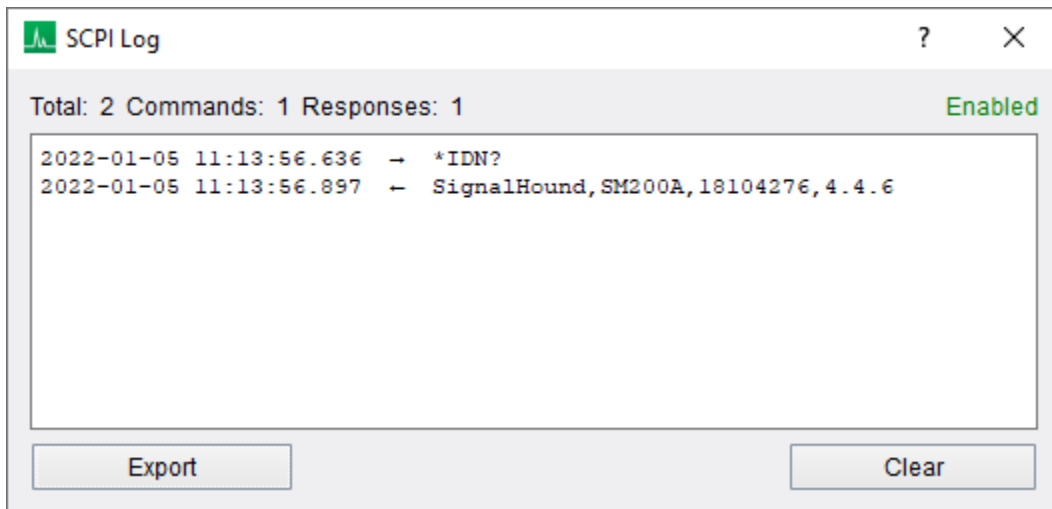 SCPI Log
Total: 2 Commands: 1 Responses: 1 Enabled
2022-01-05 11:13:56.636 → *IDN?
2022-01-05 11:13:56.897 ← SignalHound,SM200A,18104276,4.4.6
Export Clear